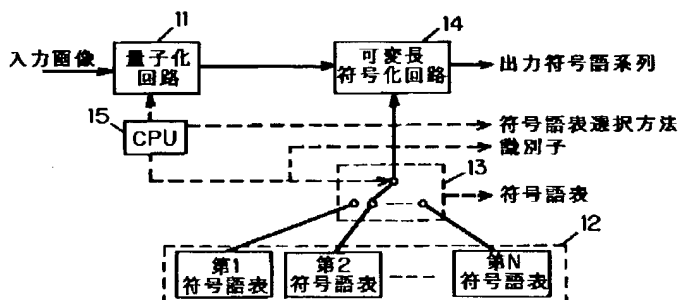 11
14
入力画像
量子化
回路
可変長
符号化回路
出力符号語系列
15
CPU
符号語表選択方法
識別子
13
符号語表
12
第1
符号語表
第2
符号語表
第N
符号語表